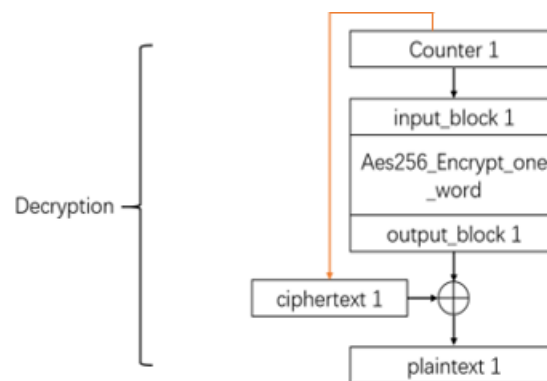 Counter 1
input_block 1
Aes256_Encrypt_one
_word
Decryption
output_block 1
ciphertext 1
plaintext 1